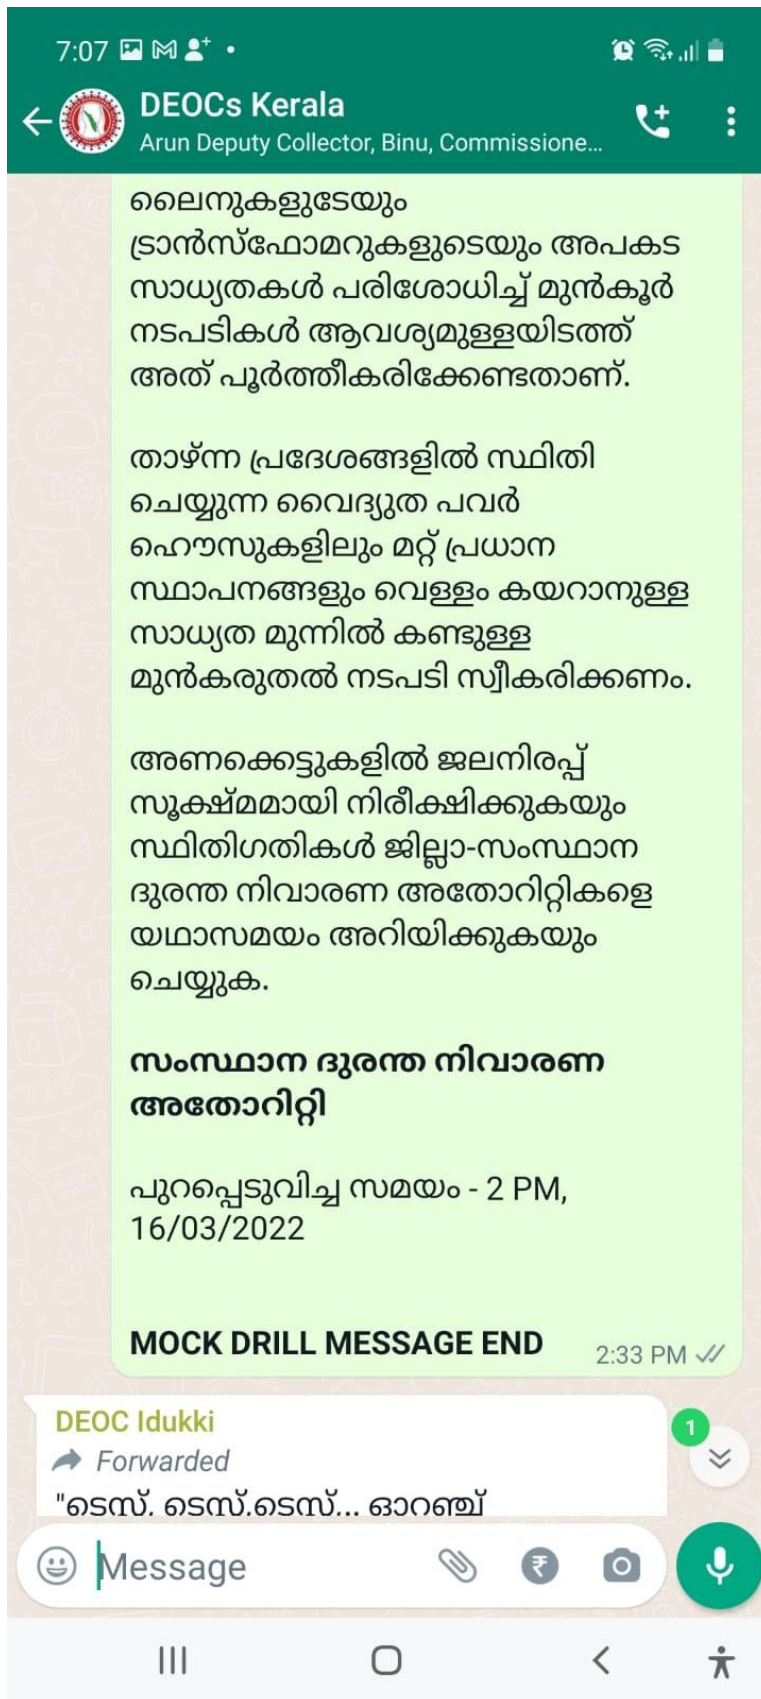 7:07
DEOCs Kerala
Arun Deputy Collector, Binu, Commissione...
ലൈനുകളുടേയും
ട്രാൻസ്ഫോമറുകളുടെയും അപകട
സാധ്യതകൾ പരിശോധിച്ച് മുൻകൂർ
നടപടികൾ ആവശ്യമുള്ളയിടത്ത്
അത് പൂർത്തീകരിക്കേണ്ടതാണ്.
താഴ്ന്ന പ്രദേശങ്ങളിൽ സ്ഥിതി
ചെയ്യുന്ന വൈദ്യുത പവർ
ഹൌസുകളിലും മറ്റ് പ്രധാന
സ്ഥാപനങ്ങളും വെള്ളം കയറാനുള്ള
സാധ്യത മുന്നിൽ കണ്ടുള്ള
മുൻകരുതൽ നടപടി സ്വീകരിക്കണം.
അണക്കെട്ടുകളിൽ ജലനിരപ്പ്
സൂക്ഷ്മമായി നിരീക്ഷിക്കുകയും
സ്ഥിതിഗതികൾ ജില്ലാ-സംസ്ഥാന
ദുരന്ത നിവാരണ അതോറിറ്റികളെ
യഥാസമയം അറിയിക്കുകയും
ചെയ്യുക.
സംസ്ഥാന ദുരന്ത നിവാരണ
അതോറിറ്റി
പുറപ്പെടുവിച്ച സമയം - 2 PM,
16/03/2022
MOCK DRILL MESSAGE END
2:33 PM
DEOC Idukki
1
Forwarded
"ടെസ്, ടെസ്,ടെസ്... ഓറഞ്ച്
Message